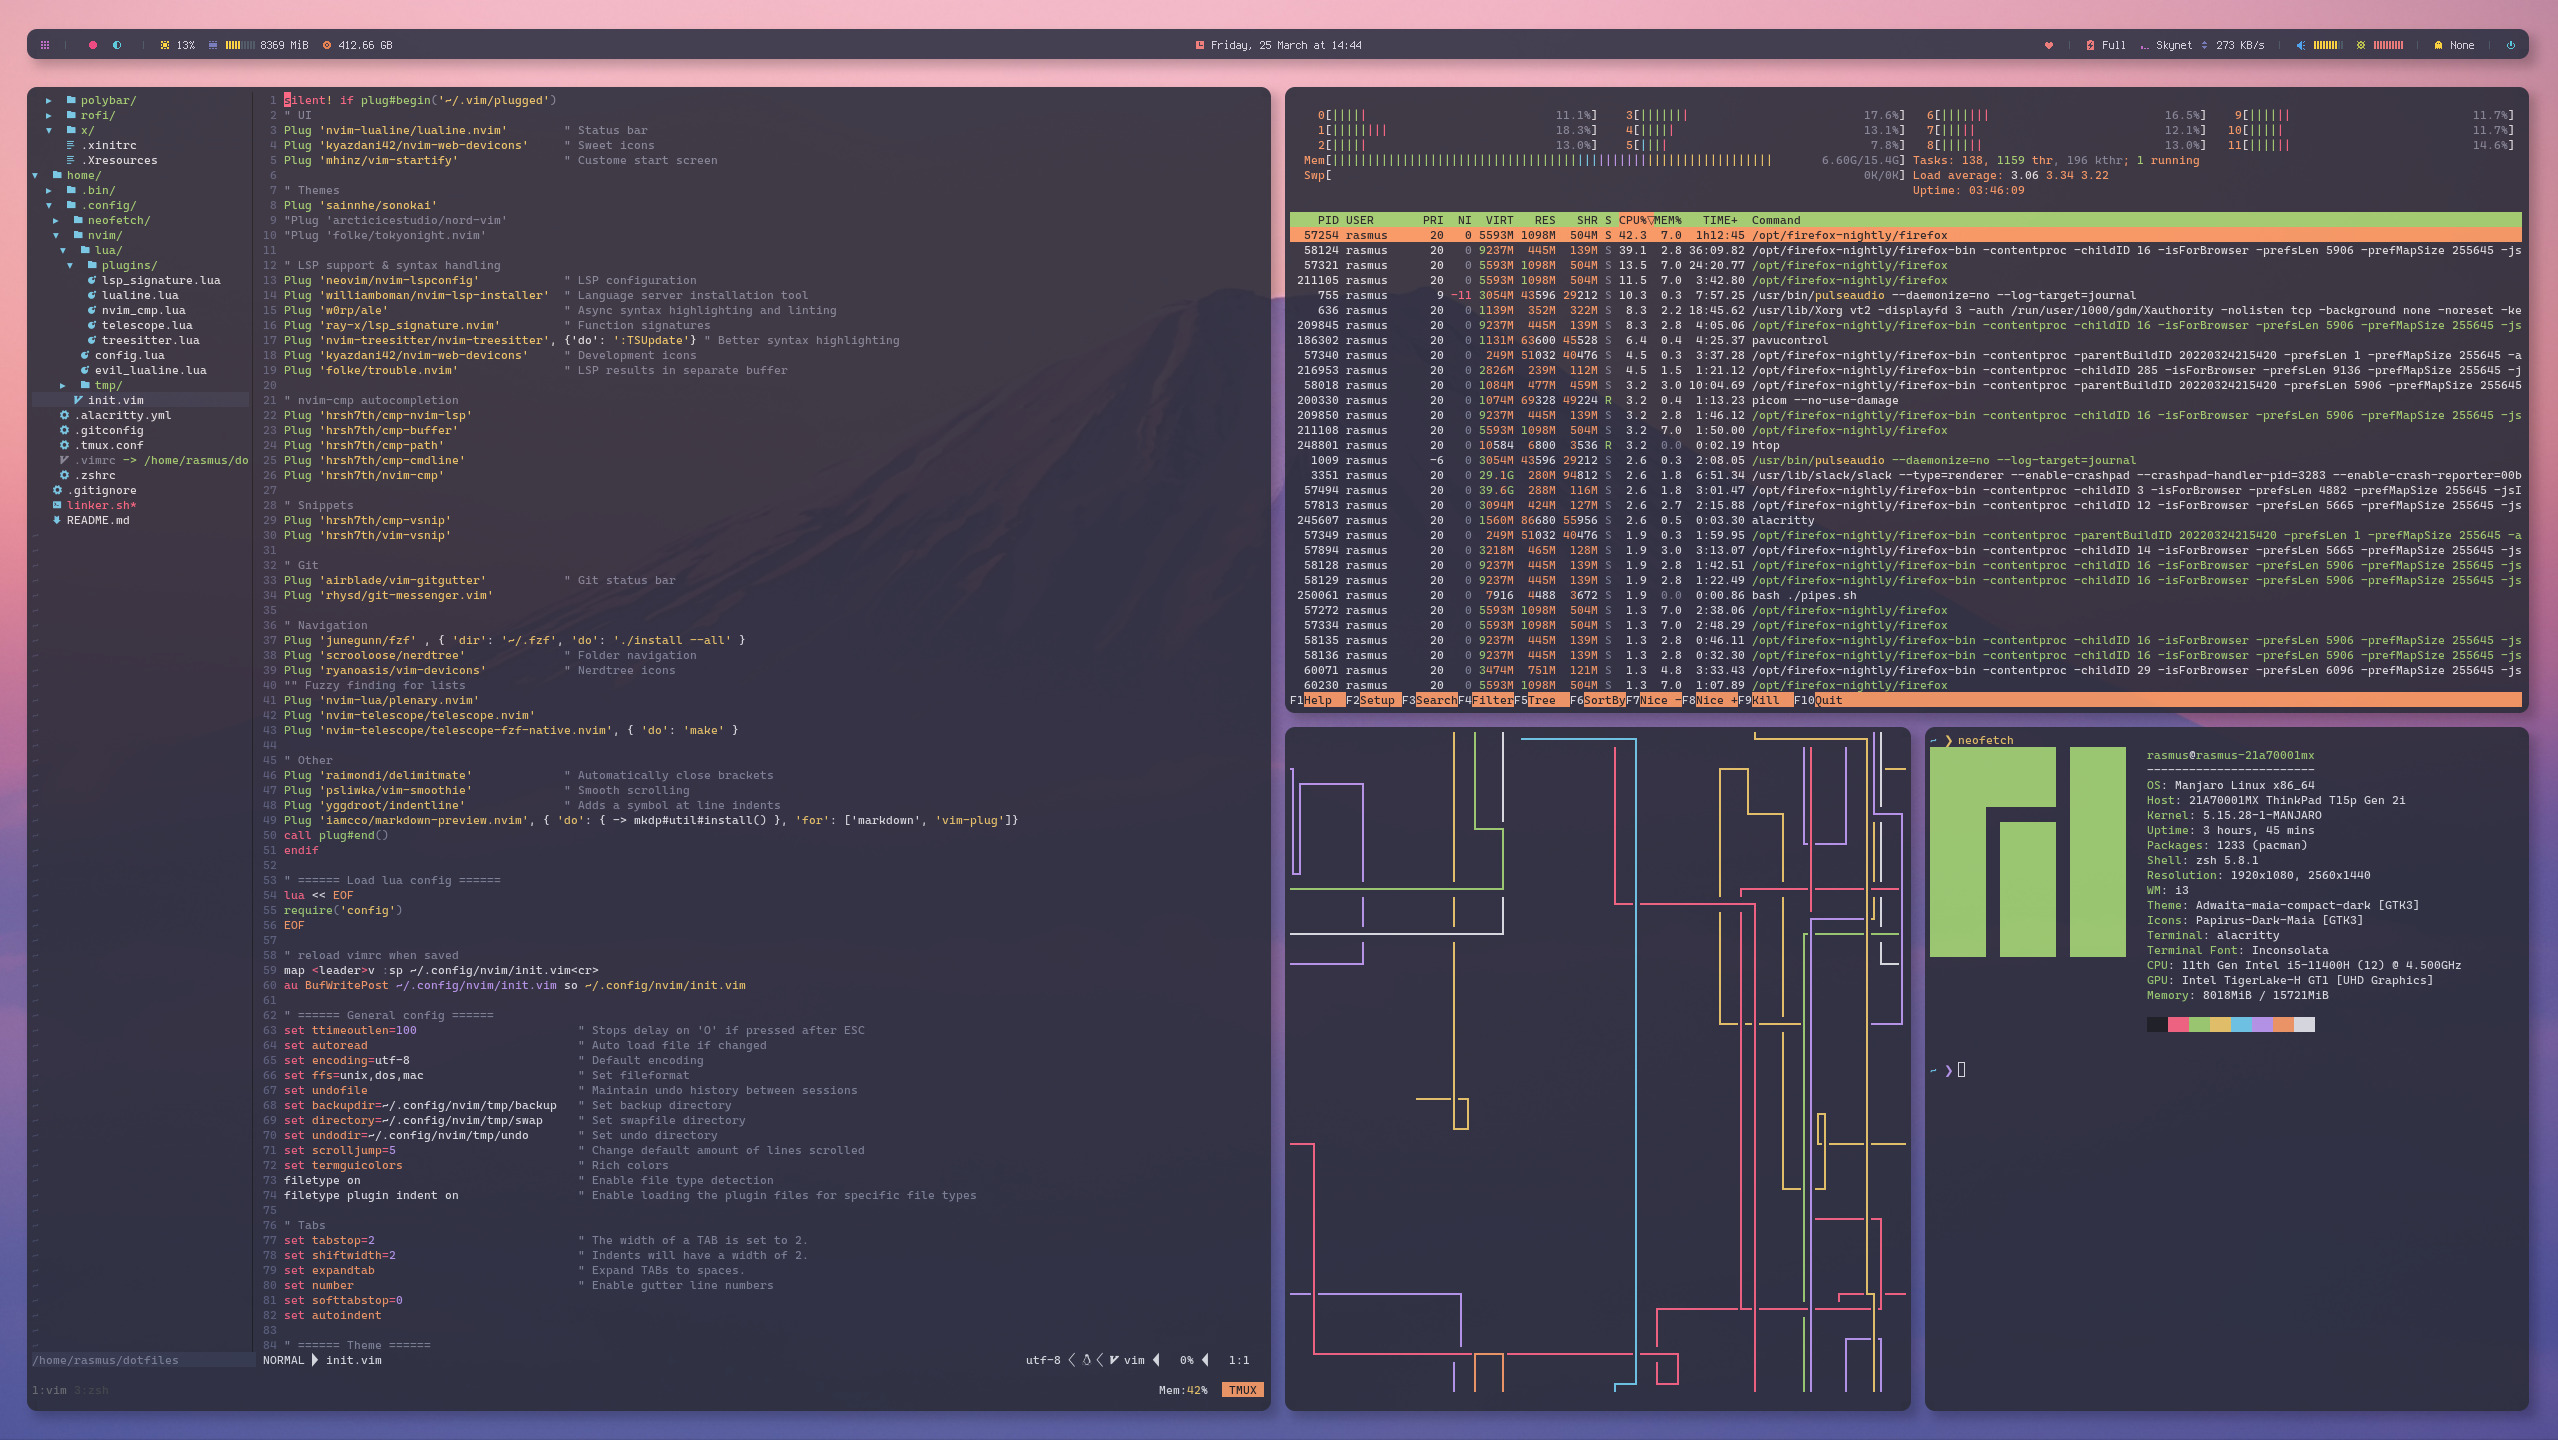 13% 8369 MiB 412.66 GB
Friday, 25 March at 14:44
Full Skynet 273 KB/s None
polybar/
rofi/
x/
.xinitrc
.Xresources
home/
.bin/
.config/
neofetch/
nvim/
lua/
plugins/
lsp_signature.lua
lualine.lua
nvim_cmp.lua
telescope.lua
treesitter.lua
config.lua
evil_lualine.lua
tmp/
init.vim
.alacritty.yml
.gitconfig
.tmux.conf
.vimrc -> /home/rasmus/do
.zshrc
.gitignore
linker.sh*
README.md
/home/rasmus/dotfiles
1 silent! if plug#begin('~/.vim/plugged')
2 " UI
3 Plug 'nvim-lualine/lualine.nvim' " Status bar
4 Plug 'kyazdani42/nvim-web-devicons' " Sweet icons
5 Plug 'mhinz/vim-startify' " Custome start screen
6
7 " Themes
8 Plug 'sainnhe/sonokai'
9 "Plug 'arcticicestudio/nord-vim'
10 "Plug 'folke/tokyonight.nvim'
11
12 " LSP support & syntax handling
13 Plug 'neovim/nvim-lspconfig' " LSP configuration
14 Plug 'williamboman/nvim-lsp-installer' " Language server installation tool
15 Plug 'w0rp/ale' " Async syntax highlighting and linting
16 Plug 'ray-x/lsp_signature.nvim' " Function signatures
17 Plug 'nvim-treesitter/nvim-treesitter', {'do': ':TSUpdate'} " Better syntax highlighting
18 Plug 'kyazdani42/nvim-web-devicons' " Development icons
19 Plug 'folke/trouble.nvim' " LSP results in separate buffer
20
21 " nvim-cmp autocompletion
22 Plug 'hrsh7th/cmp-nvim-lsp'
23 Plug 'hrsh7th/cmp-buffer'
24 Plug 'hrsh7th/cmp-path'
25 Plug 'hrsh7th/cmp-cmdline'
26 Plug 'hrsh7th/nvim-cmp'
27
28 " Snippets
29 Plug 'hrsh7th/cmp-vsnip'
30 Plug 'hrsh7th/vim-vsnip'
31
32 " Git
33 Plug 'airblade/vim-gitgutter' " Git status bar
34 Plug 'rhysd/git-messenger.vim'
35
36 " Navigation
37 Plug 'junegunn/fzf' , { 'dir': '~/.fzf', 'do': './install --all' }
38 Plug 'scrooloose/nerdtree' " Folder navigation
39 Plug 'ryanoasis/vim-devicons' " Nerdtree icons
40 "" Fuzzy finding for lists
41 Plug 'nvim-lua/plenary.nvim'
42 Plug 'nvim-telescope/telescope.nvim'
43 Plug 'nvim-telescope/telescope-fzf-native.nvim', { 'do': 'make' }
44
45 " Other
46 Plug 'raimondi/delimitmate' " Automatically close brackets
47 Plug 'psliwka/vim-smoothie' " Smooth scrolling
48 Plug 'yggdroot/indentline' " Adds a symbol at line indents
49 Plug 'iamcco/markdown-preview.nvim', { 'do': { -> mkdp#util#install() }, 'for': ['markdown', 'vim-plug']}
50 call plug#end()
51 endif
52
53 " ====== Load lua config ======
54 lua << EOF
55 require('config')
56 EOF
57
58 " reload vimrc when saved
59 map <leader>v :sp ~/.config/nvim/init.vim<cr>
60 au BufWritePost ~/.config/nvim/init.vim so ~/.config/nvim/init.vim
61
62 " ====== General config ======
63 set ttimeoutlen=100 " Stops delay on 'O' if pressed after ESC
64 set autoread " Auto load file if changed
65 set encoding=utf-8 " Default encoding
66 set ffs=unix,dos,mac " Set fileformat
67 set undofile " Maintain undo history between sessions
68 set backupdir=~/.config/nvim/tmp/backup " Set backup directory
69 set directory=~/.config/nvim/tmp/swap " Set swapfile directory
70 set undodir=~/.config/nvim/tmp/undo " Set undo directory
71 set scrolljump=5 " Change default amount of lines scrolled
72 set termguicolors " Rich colors
73 filetype on " Enable file type detection
74 filetype plugin indent on " Enable loading the plugin files for specific file types
75
76 " Tabs
77 set tabstop=2 " The width of a TAB is set to 2.
78 set shiftwidth=2 " Indents will have a width of 2.
79 set expandtab " Expand TABs to spaces.
80 set number " Enable gutter line numbers
81 set softtabstop=0
82 set autoindent
83
84 " ====== Theme ======
NORMAL init.vim utf-8 vim 0% 1:1
1:vim 3:zsh Mem:42% TMUX
0[||||| 11.1%] 3[||||||| 17.6%] 6[||||||| 16.5%] 9[|||||| 11.7%]
1[|||||||| 18.3%] 4[||||| 13.1%] 7[||||| 12.1%] 10[||||| 11.7%]
2[||||| 13.0%] 5[|||| 7.8%] 8[|||||| 13.0%] 11[|||||| 14.6%]
Mem[||||||||||||||||||||||||||||||||||||||||||||||||||||||||||||||| 6.60G/15.4G] Tasks: 138, 1159 thr, 196 kthr; 1 running
Swp[ 0K/0K] Load average: 3.06 3.34 3.22
Uptime: 03:46:09
PID USER PRI NI VIRT RES SHR S CPU%▽MEM% TIME+ Command
57254 rasmus 20 0 5593M 1098M 504M S 42.3 7.0 1h12:45 /opt/firefox-nightly/firefox
58124 rasmus 20 0 9237M 445M 139M S 39.1 2.8 36:09.82 /opt/firefox-nightly/firefox-bin -contentproc -childID 16 -isForBrowser -prefsLen 5906 -prefMapSize 255645 -js
57321 rasmus 20 0 5593M 1098M 504M S 13.5 7.0 24:20.77 /opt/firefox-nightly/firefox
211105 rasmus 20 0 5593M 1098M 504M S 11.5 7.0 3:42.80 /opt/firefox-nightly/firefox
755 rasmus 9 -11 3054M 43596 29212 S 10.3 0.3 7:57.25 /usr/bin/pulseaudio --daemonize=no --log-target=journal
636 rasmus 20 0 1139M 352M 322M S 8.3 2.2 18:45.62 /usr/lib/Xorg vt2 -displayfd 3 -auth /run/user/1000/gdm/Xauthority -nolisten tcp -background none -noreset -ke
209845 rasmus 20 0 9237M 445M 139M S 8.3 2.8 4:05.06 /opt/firefox-nightly/firefox-bin -contentproc -childID 16 -isForBrowser -prefsLen 5906 -prefMapSize 255645 -js
186302 rasmus 20 0 1131M 63600 45528 S 6.4 0.4 4:25.37 pavucontrol
57340 rasmus 20 0 249M 51032 40476 S 4.5 0.3 3:37.28 /opt/firefox-nightly/firefox-bin -contentproc -parentBuildID 20220324215420 -prefsLen 1 -prefMapSize 255645 -a
216953 rasmus 20 0 2826M 239M 112M S 4.5 1.5 1:21.12 /opt/firefox-nightly/firefox-bin -contentproc -childID 285 -isForBrowser -prefsLen 9136 -prefMapSize 255645 -j
58018 rasmus 20 0 1084M 477M 459M S 3.2 3.0 10:04.69 /opt/firefox-nightly/firefox-bin -contentproc -parentBuildID 20220324215420 -prefsLen 5906 -prefMapSize 255645
200330 rasmus 20 0 1074M 69328 49224 R 3.2 0.4 1:13.23 picom --no-use-damage
209850 rasmus 20 0 9237M 445M 139M S 3.2 2.8 1:46.12 /opt/firefox-nightly/firefox-bin -contentproc -childID 16 -isForBrowser -prefsLen 5906 -prefMapSize 255645 -js
211108 rasmus 20 0 5593M 1098M 504M S 3.2 7.0 1:50.00 /opt/firefox-nightly/firefox
248801 rasmus 20 0 10584 6800 3536 R 3.2 0.0 0:02.19 htop
1009 rasmus -6 0 3054M 43596 29212 S 2.6 0.3 2:08.05 /usr/bin/pulseaudio --daemonize=no --log-target=journal
3351 rasmus 20 0 29.1G 280M 94812 S 2.6 1.8 6:51.34 /usr/lib/slack/slack --type=renderer --enable-crashpad --crashpad-handler-pid=3283 --enable-crash-reporter=00b
57494 rasmus 20 0 39.6G 288M 116M S 2.6 1.8 3:01.47 /opt/firefox-nightly/firefox-bin -contentproc -childID 3 -isForBrowser -prefsLen 4882 -prefMapSize 255645 -jsI
57813 rasmus 20 0 3094M 424M 127M S 2.6 2.7 2:15.88 /opt/firefox-nightly/firefox-bin -contentproc -childID 12 -isForBrowser -prefsLen 5665 -prefMapSize 255645 -js
245607 rasmus 20 0 1560M 86680 55956 S 2.6 0.5 0:03.30 alacritty
57349 rasmus 20 0 249M 51032 40476 S 1.9 0.3 1:59.95 /opt/firefox-nightly/firefox-bin -contentproc -parentBuildID 20220324215420 -prefsLen 1 -prefMapSize 255645 -a
57894 rasmus 20 0 3218M 465M 128M S 1.9 3.0 3:13.07 /opt/firefox-nightly/firefox-bin -contentproc -childID 14 -isForBrowser -prefsLen 5665 -prefMapSize 255645 -js
58128 rasmus 20 0 9237M 445M 139M S 1.9 2.8 1:42.51 /opt/firefox-nightly/firefox-bin -contentproc -childID 16 -isForBrowser -prefsLen 5906 -prefMapSize 255645 -js
58129 rasmus 20 0 9237M 445M 139M S 1.9 2.8 1:22.49 /opt/firefox-nightly/firefox-bin -contentproc -childID 16 -isForBrowser -prefsLen 5906 -prefMapSize 255645 -js
250061 rasmus 20 0 7916 4488 3672 S 1.9 0.0 0:00.86 bash ./pipes.sh
57272 rasmus 20 0 5593M 1098M 504M S 1.3 7.0 2:38.06 /opt/firefox-nightly/firefox
57334 rasmus 20 0 5593M 1098M 504M S 1.3 7.0 2:48.29 /opt/firefox-nightly/firefox
58135 rasmus 20 0 9237M 445M 139M S 1.3 2.8 0:46.11 /opt/firefox-nightly/firefox-bin -contentproc -childID 16 -isForBrowser -prefsLen 5906 -prefMapSize 255645 -js
58136 rasmus 20 0 9237M 445M 139M S 1.3 2.8 0:32.30 /opt/firefox-nightly/firefox-bin -contentproc -childID 16 -isForBrowser -prefsLen 5906 -prefMapSize 255645 -js
60071 rasmus 20 0 3474M 751M 121M S 1.3 4.8 3:33.43 /opt/firefox-nightly/firefox-bin -contentproc -childID 29 -isForBrowser -prefsLen 6096 -prefMapSize 255645 -js
60230 rasmus 20 0 5593M 1098M 504M S 1.3 7.0 1:07.89 /opt/firefox-nightly/firefox
F1Help F2Setup F3SearchF4FilterF5Tree F6SortByF7Nice -F8Nice +F9Kill F10Quit
~ ❯ neofetch
rasmus@rasmus-21a70001mx
------------------------
OS: Manjaro Linux x86_64
Host: 21A70001MX ThinkPad T15p Gen 2i
Kernel: 5.15.28-1-MANJARO
Uptime: 3 hours, 45 mins
Packages: 1233 (pacman)
Shell: zsh 5.8.1
Resolution: 1920x1080, 2560x1440
WM: i3
Theme: Adwaita-maia-compact-dark [GTK3]
Icons: Papirus-Dark-Maia [GTK3]
Terminal: alacritty
Terminal Font: Inconsolata
CPU: 11th Gen Intel i5-11400H (12) @ 4.500GHz
GPU: Intel TigerLake-H GT1 [UHD Graphics]
Memory: 8018MiB / 15721MiB
~ ❯